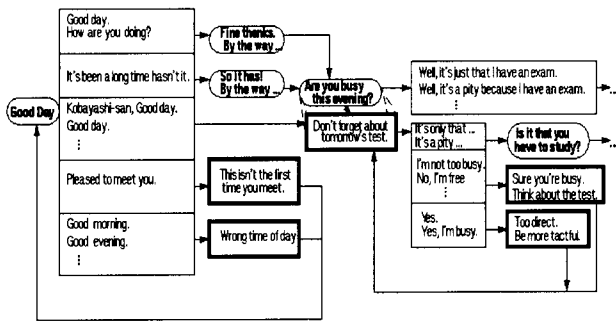 Good Day
Good day.
How are you doing?
It's been a long time hasn't it.
Kobayashi-san, Good day.
Good day.
⋮
Pleased to meet you.
Good morning.
Good evening.
⋮
Fine thanks.
By the way ...
So it has!
By the way ...
This isn't the first
time you meet.
Wrong time of day
Are you busy
this evening?
Don't forget about
tomorrow's test.
Well, it's just that I have an exam.
Well, it's a pity because I have an exam.
⋮
...
It's only that ...
It's a pity ...
I'm not too busy.
No, I'm free
⋮
Yes.
Yes, I'm busy.
Is it that you
have to study?
...
Sure you're busy.
Think about the test.
Too direct.
Be more tactful.